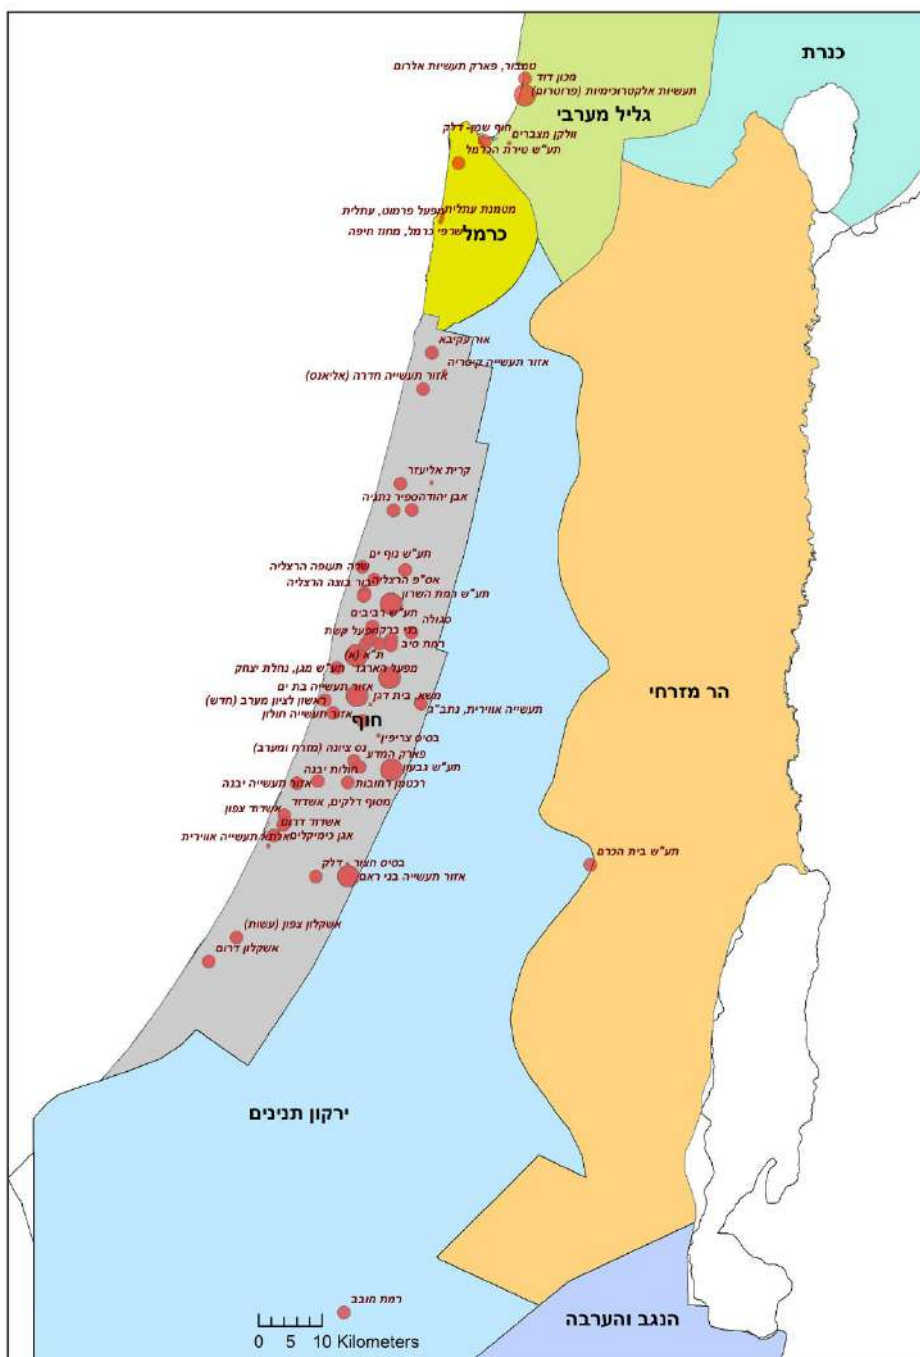 כנרת
טמבור, פארק תעשיות אלרום
מכון דוד
תעשיות אלקטרוכימיות (פרוטרום)
גליל מערבי
חוף שמן- דלק
וולקן מצברים
תע"ש טירת הכרמל
מטמנת עתלית
מפעל פרמוט, עתלית
שרפי כרמל, מחוז חיפה
כרמל
אור עקיבא
אזור תעשייה קיסריה
אזור תעשייה חדרה (אליאנס)
קרית אליעזר
אבן יהודה
ספיר נתניה
תע"ש נוף ים
שדה תעופה הרצליה
אס"פ הרצליה
בור בוצה הרצליה
תע"ש רמת השרון
תע"ש רביבים
סגולה
בני ברק
מפעל קשת
רמת סיב
ת"א (א)
מפעל הארגז
תע"ש מגן, נחלת יצחק
הר מזרחי
אזור תעשייה בת ים
משא, בית דגן
ראשון לציון מערב (חדש)
תעשייה אווירית, נתב"ג
אזור תעשייה חולון
חוף
בסיס צריפין
נס ציונה (מזרח ומערב)
פארק המדע
תע"ש גבעון
חולות יבנה
אזור תעשייה יבנה
רכטמן רחובות
מסוף דלקים, אשדוד
אשדוד צפון
אשדוד דרום
אגן כימיקלים
אלתא תעשייה אווירית
תע"ש בית הכרם
בסיס חצור - דלק
אזור תעשייה בני ראם
אשקלון צפון (עשות)
אשקלון דרום
ירקון תנינים
רמת חובב
הנגב והערבה
0 5 10 Kilometers